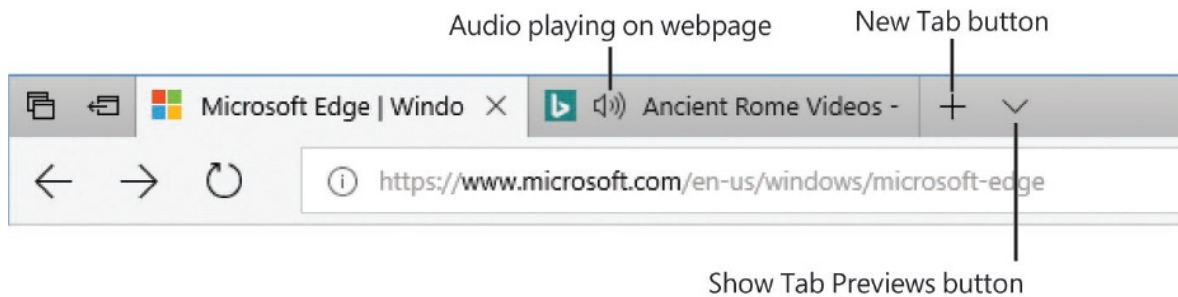 Audio playing on webpage New Tab button
Microsoft Edge | Windo Ancient Rome Videos -
https://www.microsoft.com/en-us/windows/microsoft-edge
Show Tab Previews button